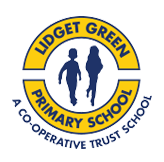 LIDGET GREEN
PRIMARY SCHOOL
A CO-OPERATIVE TRUST SCHOOL